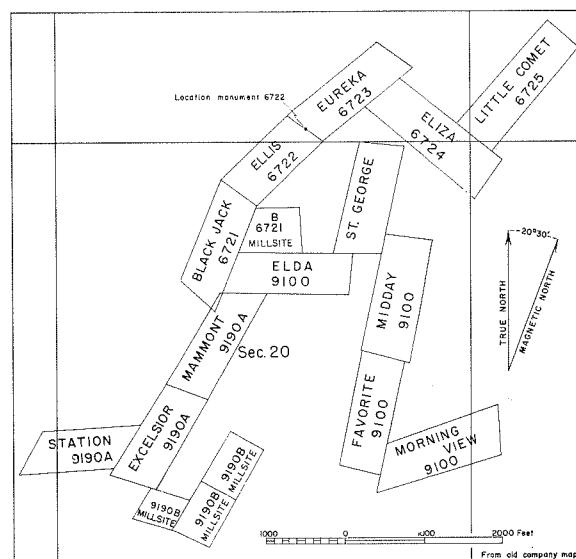 LITTLE COMET
6725
EUREKA
6723
Location monument 6722
ELIZA
6724
ELLIS
6722
ST. GEORGE
B
6721
MILLSITE
BLACK JACK
6721
ELDA
9100
20°30'
TRUE NORTH
MAGNETIC NORTH
MIDDAY
9100
MAMMONT
9190A
Sec. 20
FAVORITE
9100
EXCELSIOR
9190A
STATION
9190A
MORNING
VIEW
9100
9190B
MILLSITE
9190B
MILLSITE
9190B
MILLSITE
1000 0 1000 2000 Feet
From old company map